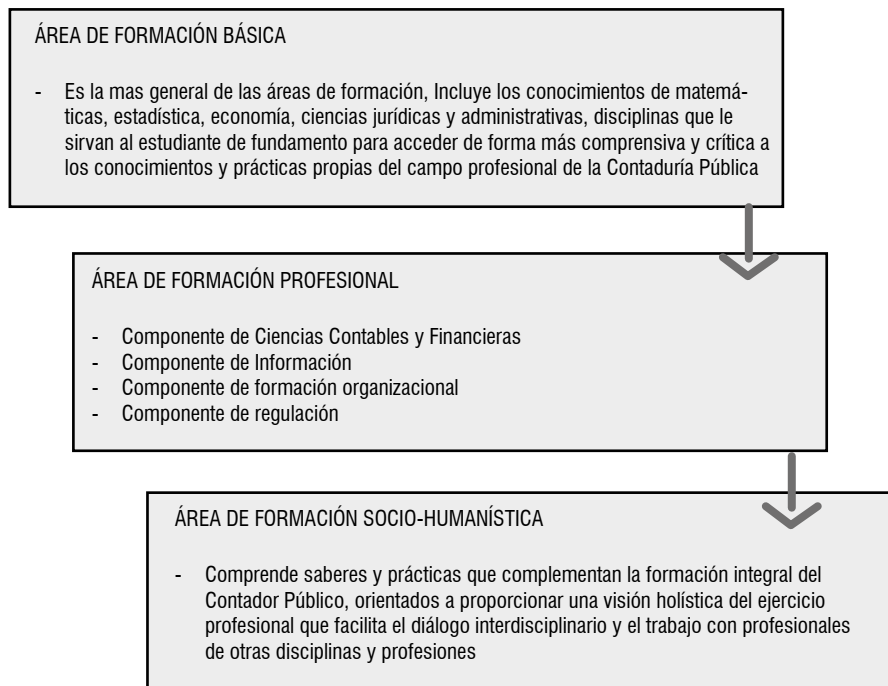 ÁREA DE FORMACIÓN BÁSICA
- Es la mas general de las áreas de formación, Incluye los conocimientos de matemá-
ticas, estadística, economía, ciencias jurídicas y administrativas, disciplinas que le
sirvan al estudiante de fundamento para acceder de forma más comprensiva y crítica a
los conocimientos y prácticas propias del campo profesional de la Contaduría Pública
ÁREA DE FORMACIÓN PROFESIONAL
- Componente de Ciencias Contables y Financieras
- Componente de Información
- Componente de formación organizacional
- Componente de regulación
ÁREA DE FORMACIÓN SOCIO-HUMANÍSTICA
- Comprende saberes y prácticas que complementan la formación integral del
Contador Público, orientados a proporcionar una visión holística del ejercicio
profesional que facilita el diálogo interdisciplinario y el trabajo con profesionales
de otras disciplinas y profesiones